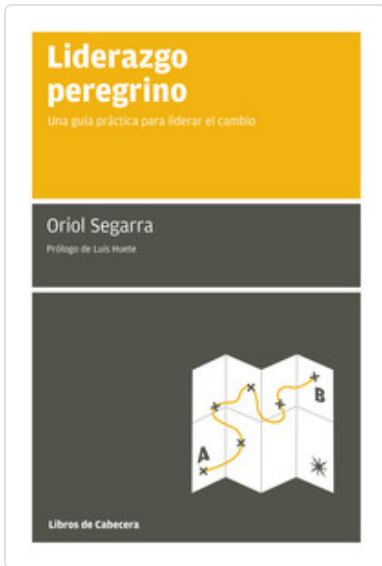 Liderazgo
peregrino
Una guía práctica para liderar el cambio
Oriol Segarra
Prólogo de Luis Huete
B
A
Libros de Cabecera